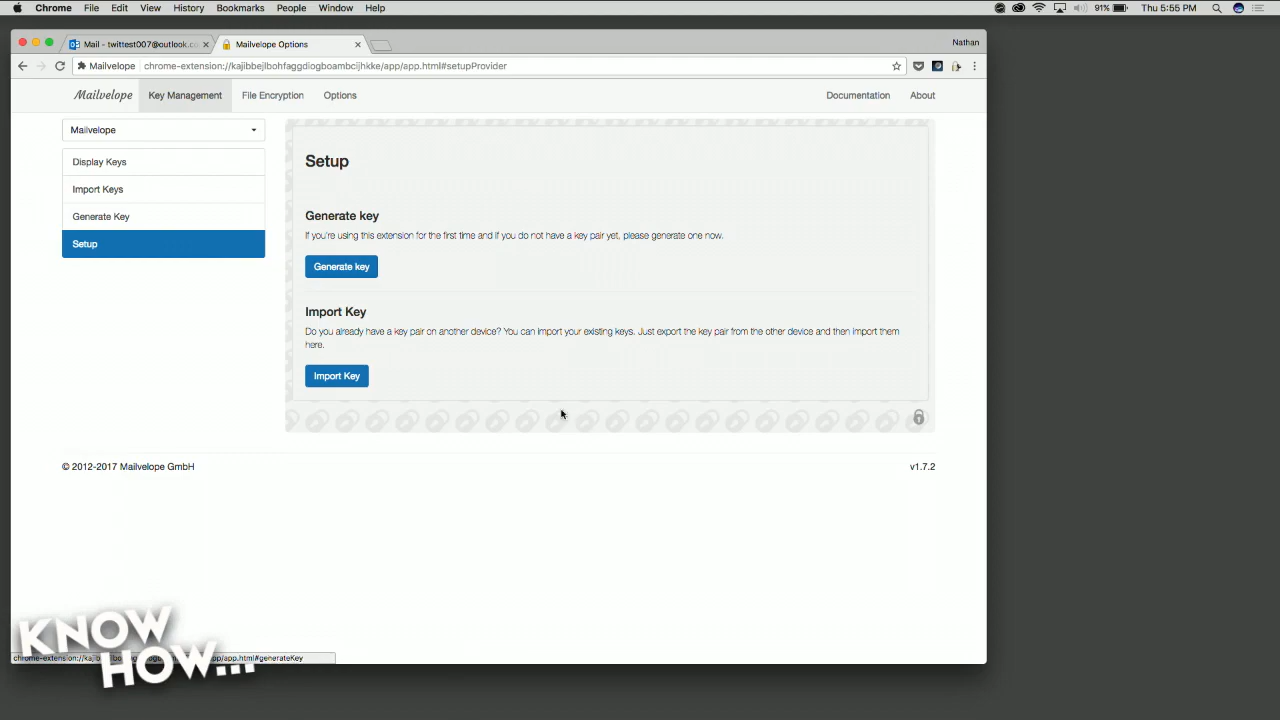 Chrome File Edit View History Bookmarks People Window Help 91% Thu 5:55 PM
Mail - twittest007@outlook.co Mailvelope Options Nathan
Mailvelope chrome-extension://kajibbejlbohfaggdiogboambcijhkke/app/app.html#setupProvider
Mailvelope Key Management File Encryption Options Documentation About
Mailvelope
Display Keys
Import Keys
Generate Key
Setup
Setup
Generate key
If you're using this extension for the first time and if you do not have a key pair yet, please generate one now.
Generate key
Import Key
Do you already have a key pair on another device? You can import your existing keys. Just export the key pair from the other device and then import them
here.
Import Key
© 2012-2017 Mailvelope GmbH v1.7.2
KNOW
HOW...
app/app.html#generateKey